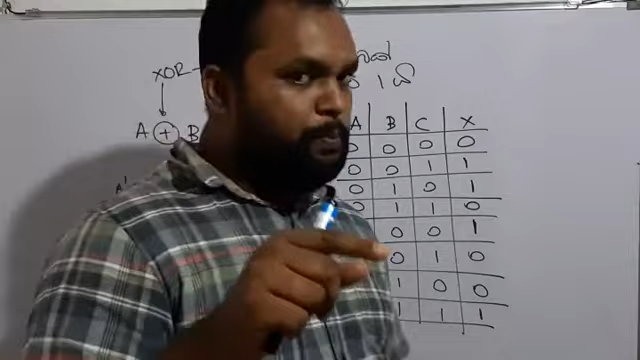 XOR
A ⊕ B
A B C X
0 0 0 0
0 0 1 1
0 1 0 1
0 1 1 0
0 0 1
0 1 0
1 0 0
1 1 1